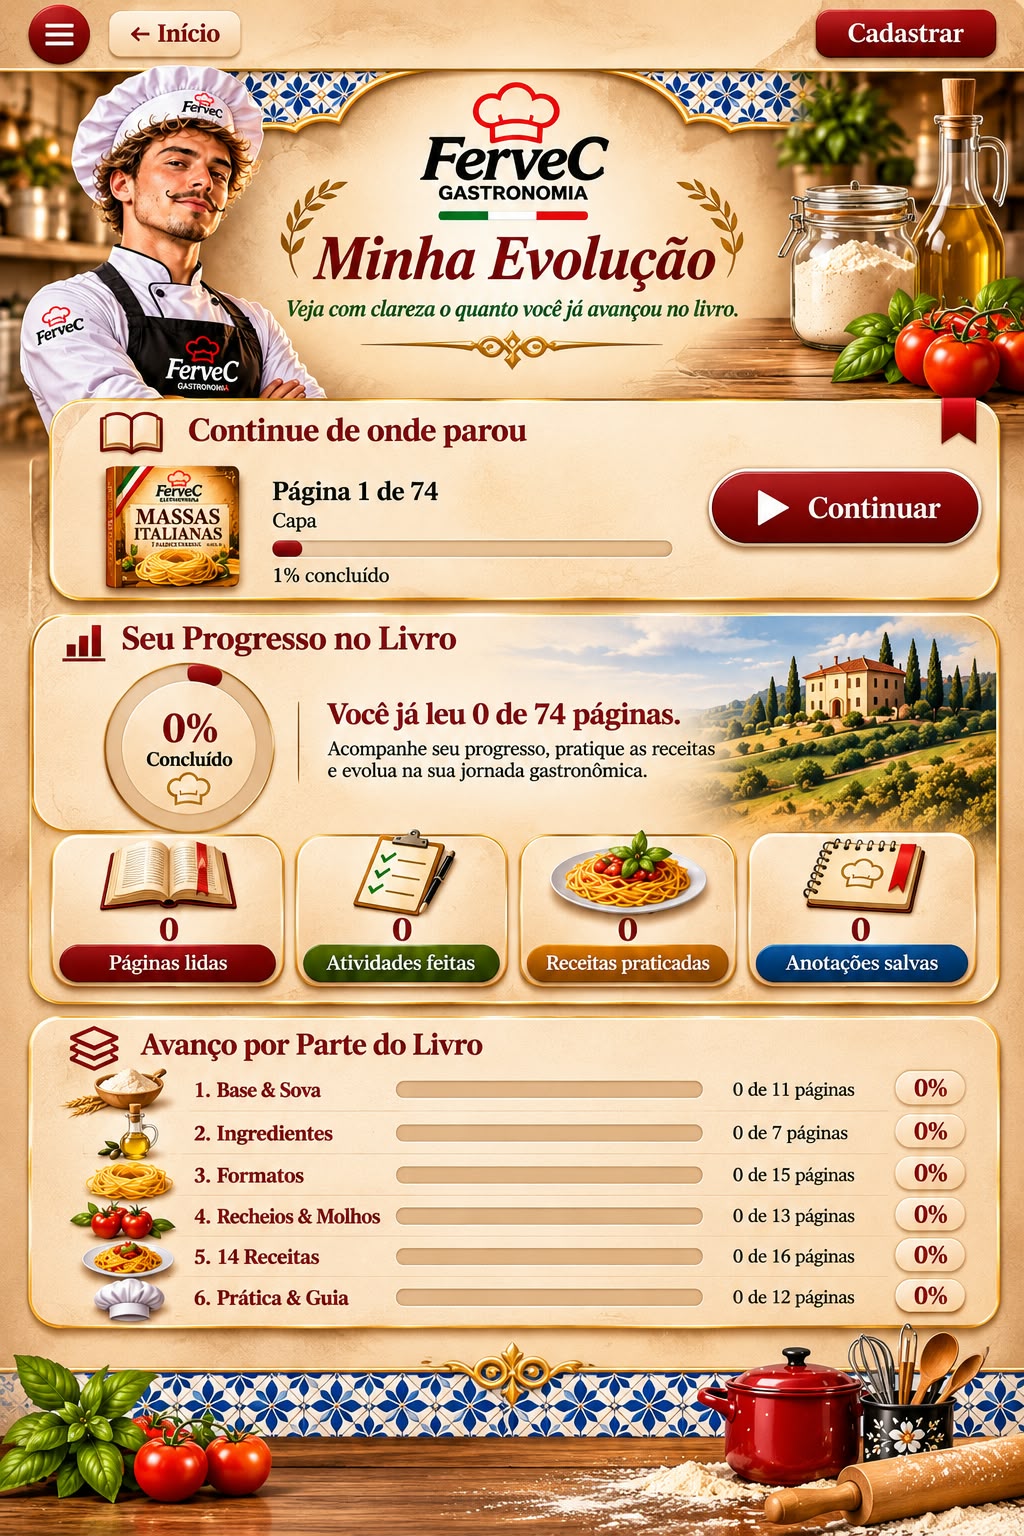 ← Início
Cadastrar
FerveC
FerveC
GASTRONOMIA
Minha Evolução
Veja com clareza o quanto você já avançou no livro.
FerveC
FerveC
GASTRONOMIA
Continue de onde parou
FerveC
MASSAS
ITALIANAS
Página 1 de 74
Capa
1% concluído
Continuar
Seu Progresso no Livro
0%
Concluído
Você já leu 0 de 74 páginas.
Acompanhe seu progresso, pratique as receitas
e evolua na sua jornada gastronômica.
0
Páginas lidas
0
Atividades feitas
0
Receitas praticadas
0
Anotações salvas
Avanço por Parte do Livro
1. Base & Sova 0 de 11 páginas 0%
2. Ingredientes 0 de 7 páginas 0%
3. Formatos 0 de 15 páginas 0%
4. Recheios & Molhos 0 de 13 páginas 0%
5. 14 Receitas 0 de 16 páginas 0%
6. Prática & Guia 0 de 12 páginas 0%